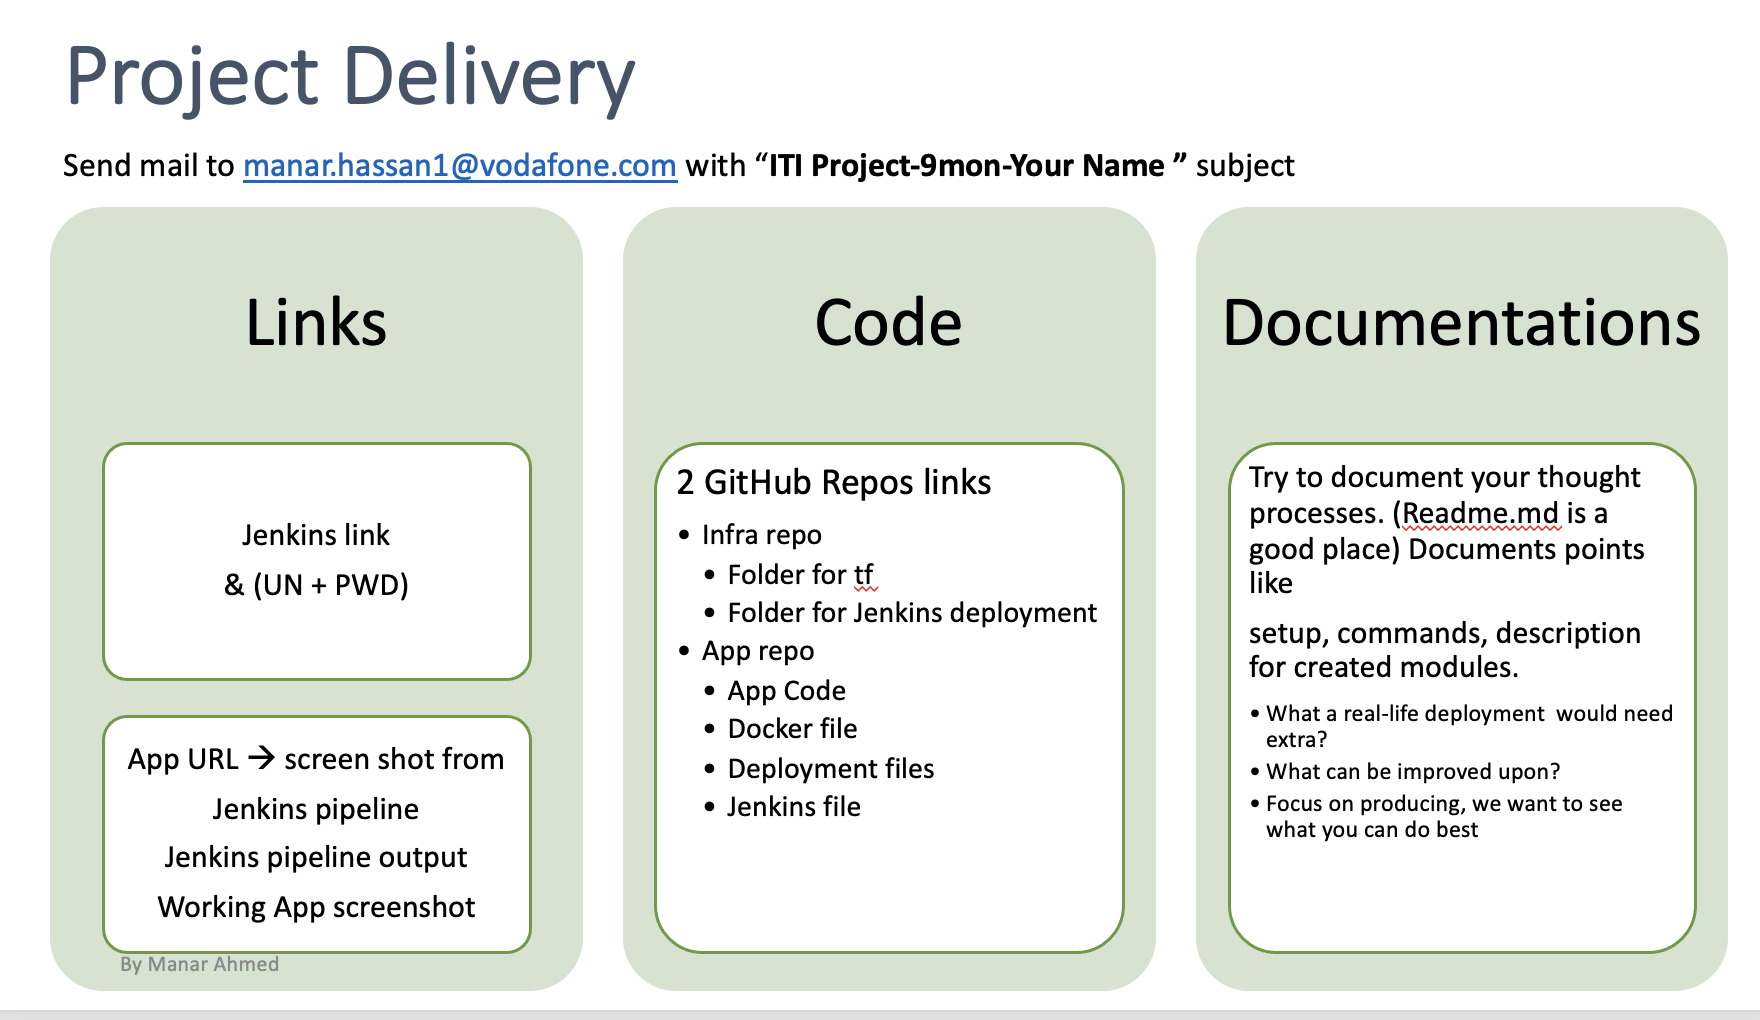 Project Delivery
Send mail to manar.hassan1@vodafone.com with “ITI Project-9mon-Your Name ” subject
Links
Jenkins link
& (UN + PWD)
App URL → screen shot from
Jenkins pipeline
Jenkins pipeline output
Working App screenshot
By Manar Ahmed
Code
2 GitHub Repos links
• Infra repo
• Folder for tf
• Folder for Jenkins deployment
• App repo
• App Code
• Docker file
• Deployment files
• Jenkins file
Documentations
Try to document your thought
processes. (Readme.md is a
good place) Documents points
like
setup, commands, description
for created modules.
• What a real-life deployment  would need
extra?
• What can be improved upon?
• Focus on producing, we want to see
what you can do best